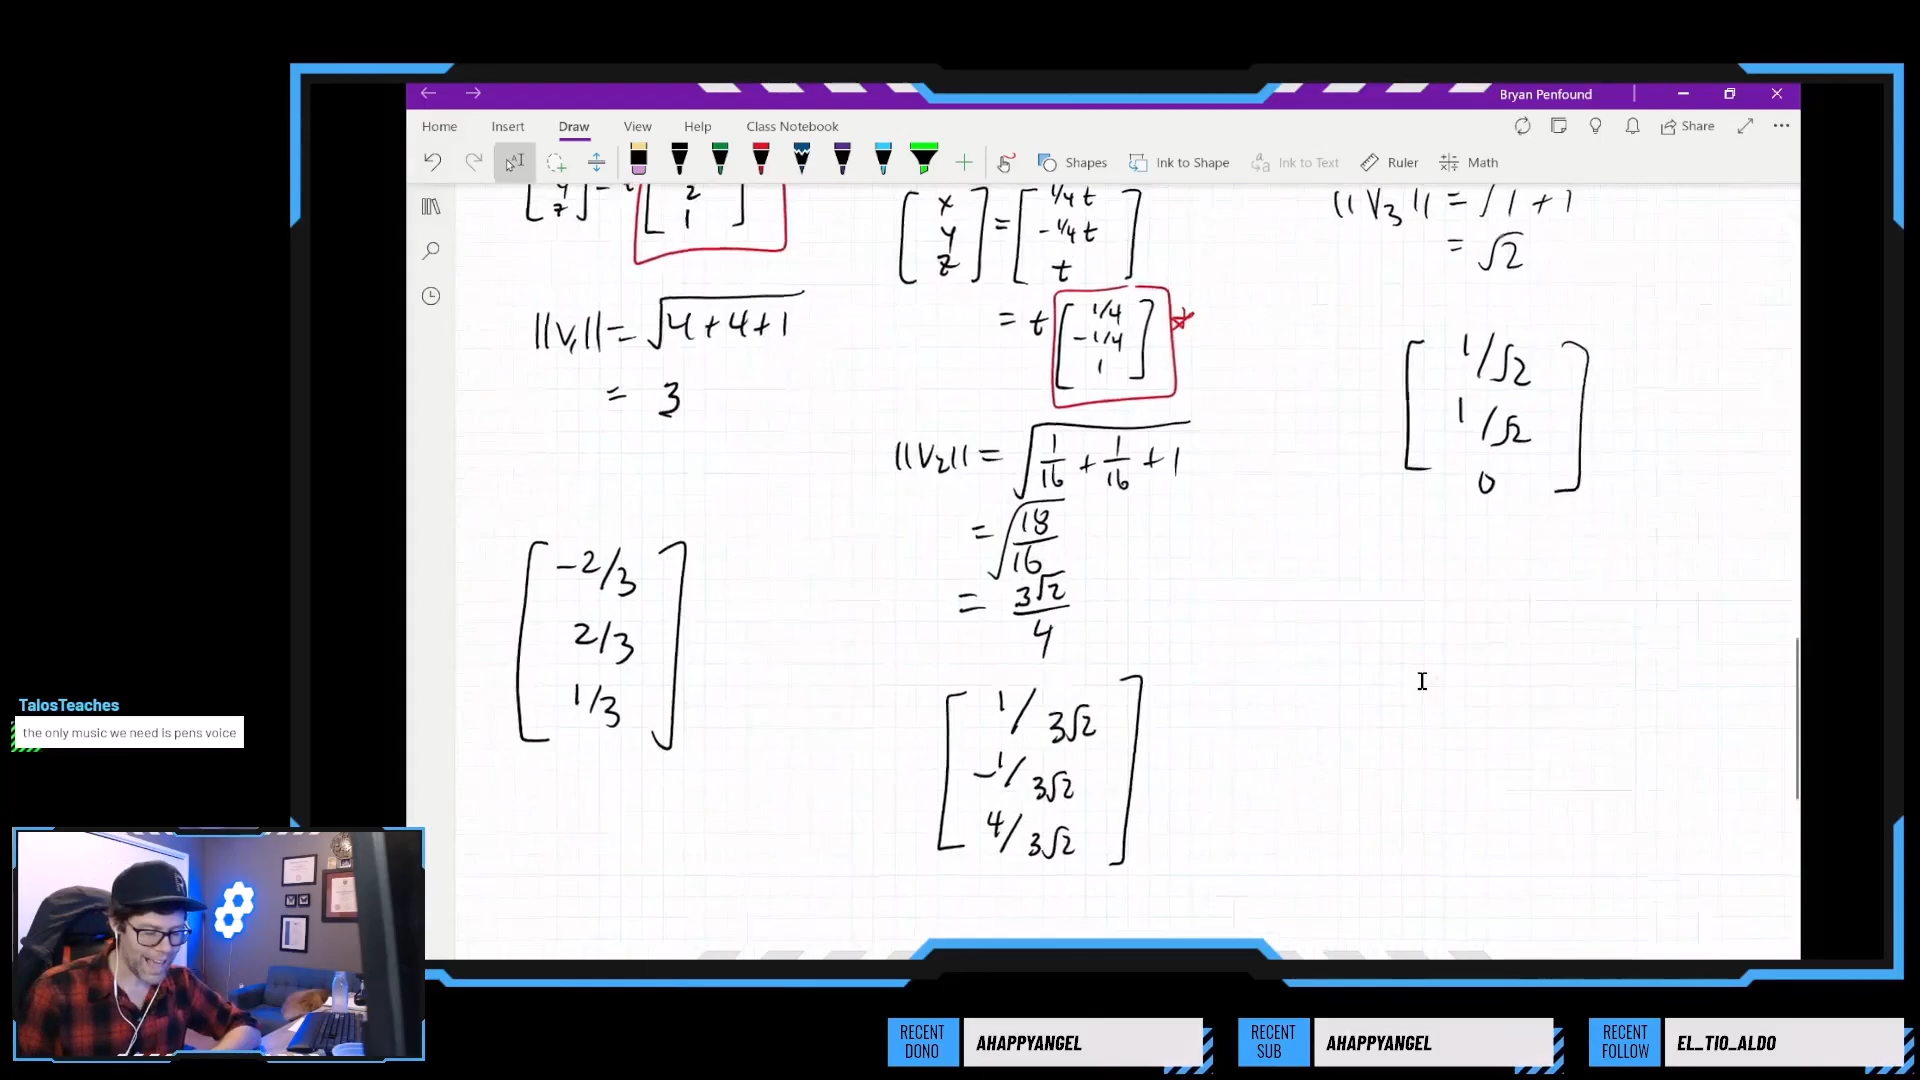 Bryan Penfound
Home Insert Draw View Help Class Notebook
Share
Shapes Ink to Shape Ink to Text Ruler Math
y
z
2
1
||V₁|| = √4+4+1
= 3
-2/3
2/3
1/3
x
y
z
=
1/4 t
-1/4 t
t
= t
1/4
-1/4
1
||V₂|| = √1/16 + 1/16 + 1
= √18/16
= 3√2/4
1/3√2
-1/3√2
4/3√2
||V₃|| = √1+1
= √2
1/√2
1/√2
0
TalosTeaches
the only music we need is pens voice
RECENT DONO
AHAPPYANGEL
RECENT SUB
AHAPPYANGEL
RECENT FOLLOW
EL_TIO_ALDO